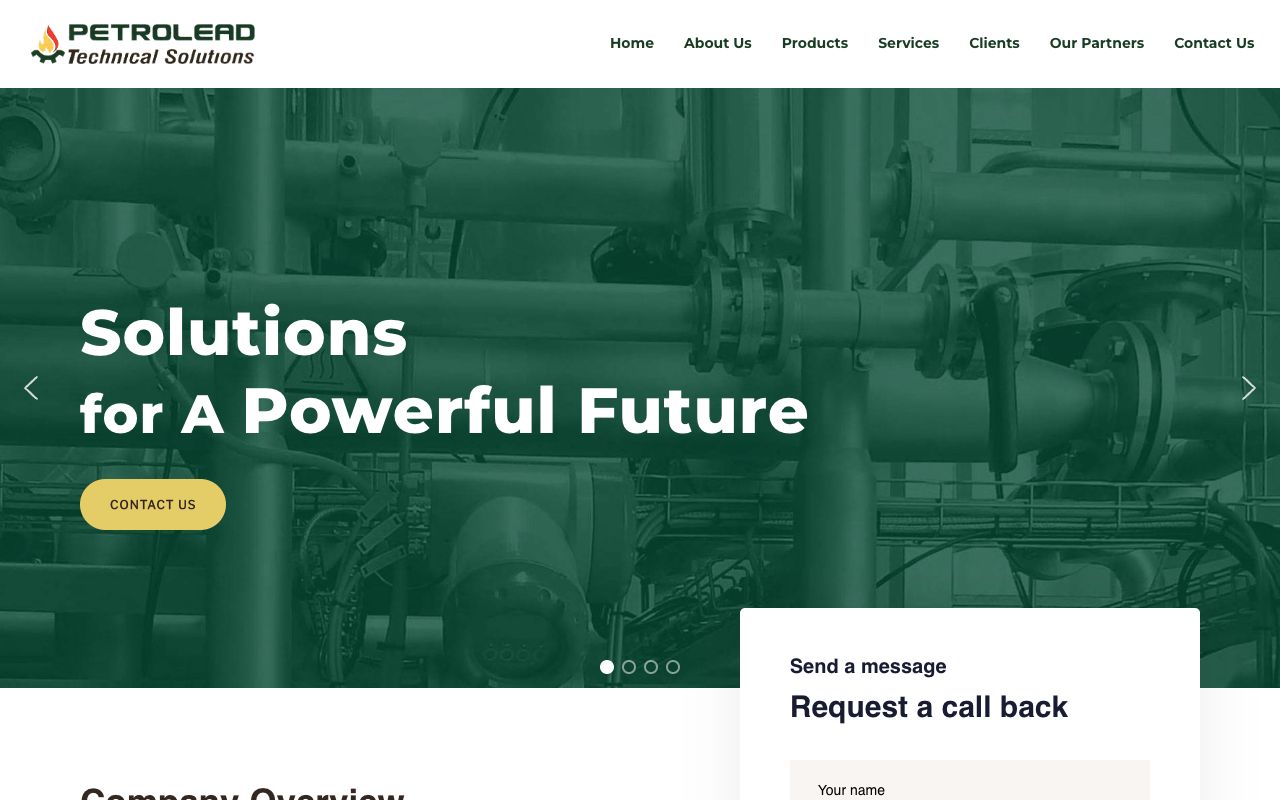 PETROLEAD
Technical Solutions
Home
About Us
Products
Services
Clients
Our Partners
Contact Us
Solutions
for A Powerful Future
CONTACT US
Send a message
Request a call back
Your name
Company Overview